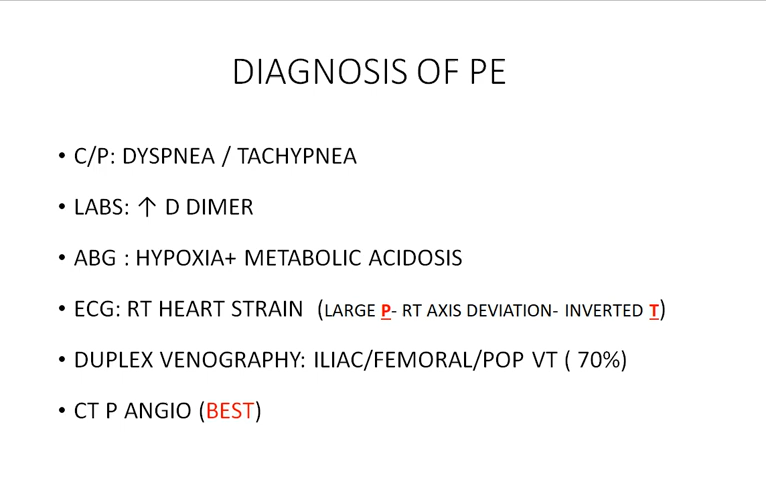 DIAGNOSIS OF PE
• C/P: DYSPNEA / TACHYPNEA
• LABS: ↑ D DIMER
• ABG : HYPOXIA+ METABOLIC ACIDOSIS
• ECG: RT HEART STRAIN (LARGE P- RT AXIS DEVIATION- INVERTED T)
• DUPLEX VENOGRAPHY: ILIAC/FEMORAL/POP VT ( 70%)
• CT P ANGIO (BEST)